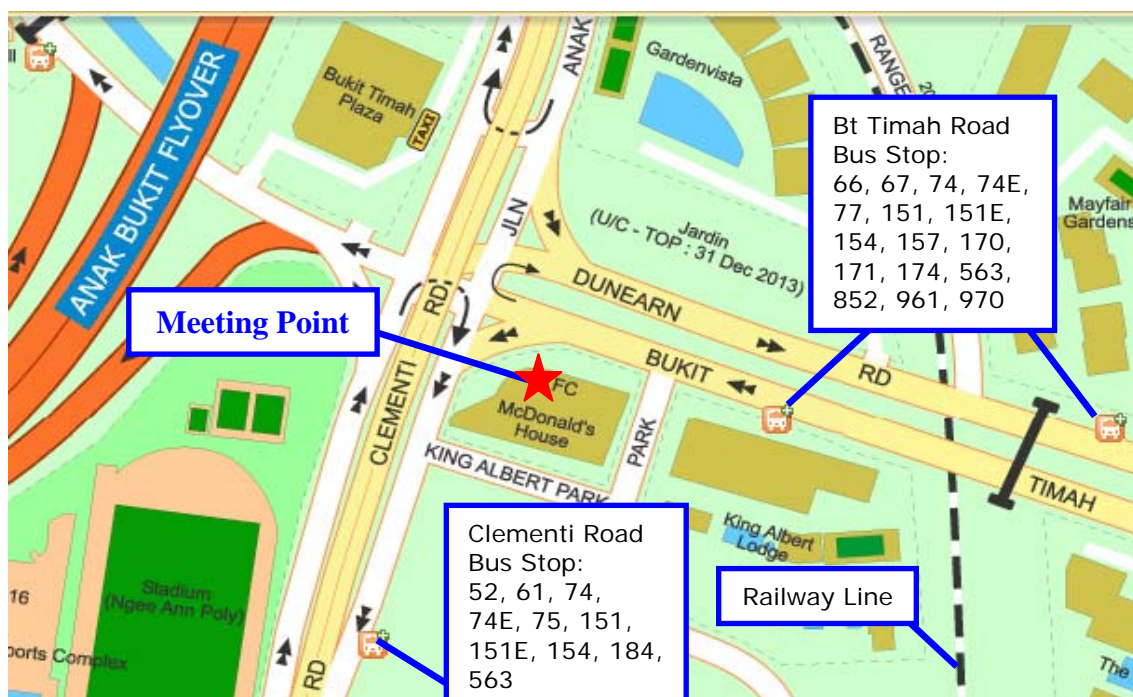 ANAK BUKIT FLYOVER
Bukit Timah
Plaza
TAXI
ANAK
JLN
Gardenvista
RANGE
Bt Timah Road
Bus Stop:
66, 67, 74, 74E,
77, 151, 151E,
154, 157, 170,
171, 174, 563,
852, 961, 970
Mayfair
Gardens
Jardin
(U/C - TOP : 31 Dec 2013)
DUNEARN
RD
Meeting Point
CLEMENTI
RD
BUKIT
TIMAH
FC
McDonald's
House
KING ALBERT PARK
PARK
King Albert
Lodge
Railway Line
Clementi Road
Bus Stop:
52, 61, 74,
74E, 75, 151,
151E, 154, 184,
563
Stadium
(Ngee Ann Poly)
16
ports Complex
RD
The